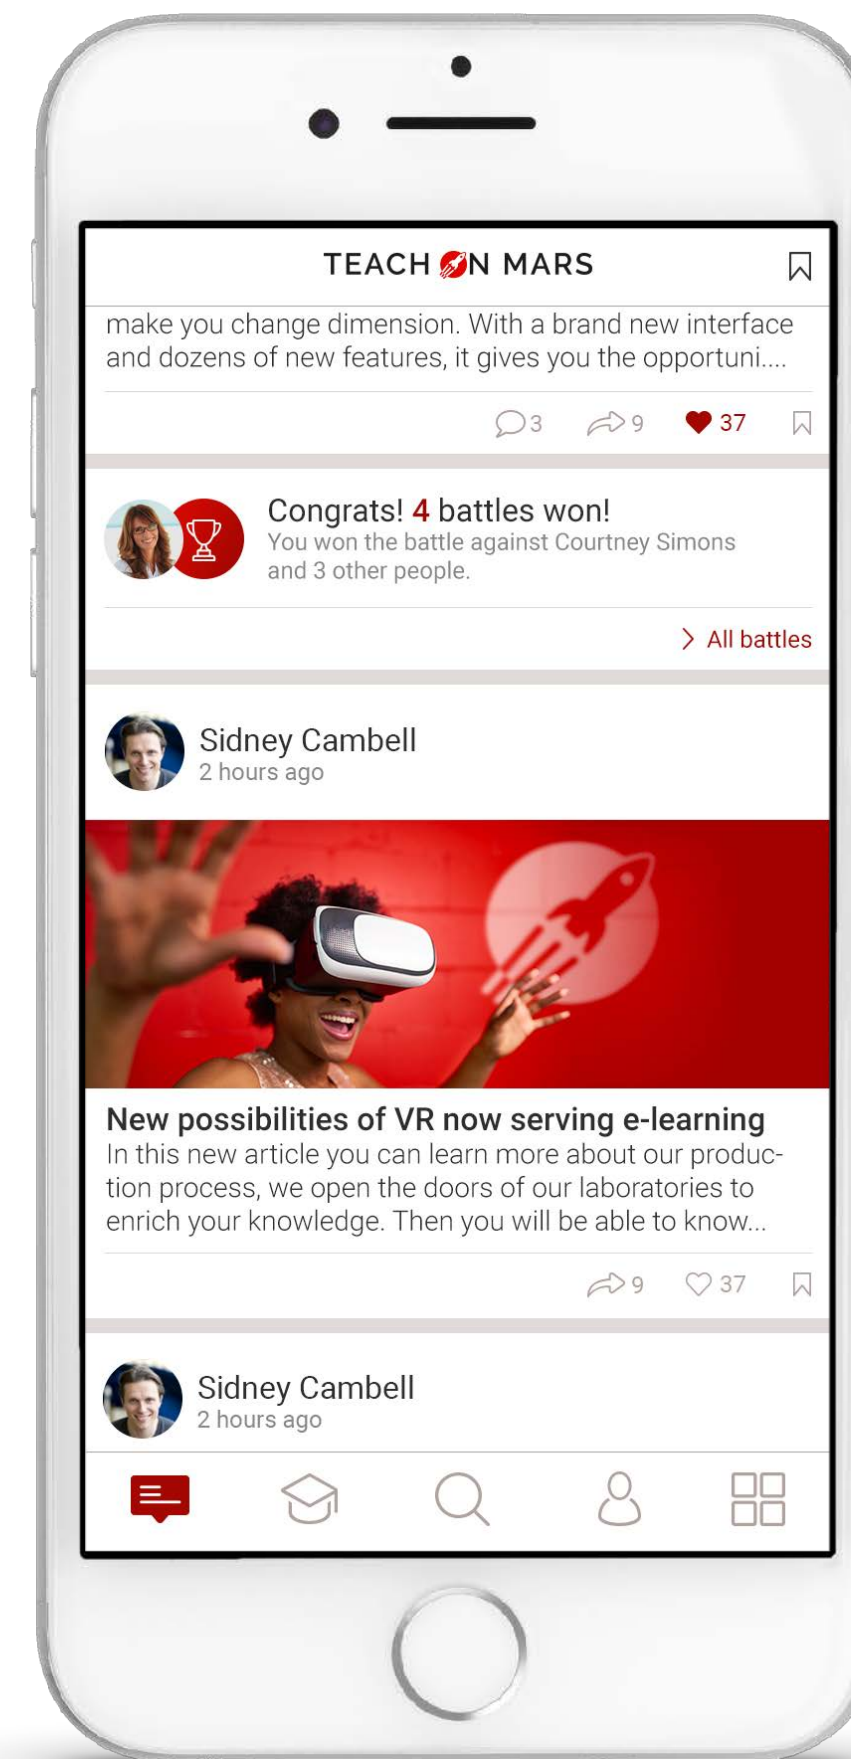 TEACH ON MARS
make you change dimension. With a brand new interface
and dozens of new features, it gives you the opportuni....
3 9 37
Congrats! 4 battles won!
You won the battle against Courtney Simons
and 3 other people.
All battles
Sidney Cambell
2 hours ago
New possibilities of VR now serving e-learning
In this new article you can learn more about our produc-
tion process, we open the doors of our laboratories to
enrich your knowledge. Then you will be able to know...
9 37
Sidney Cambell
2 hours ago